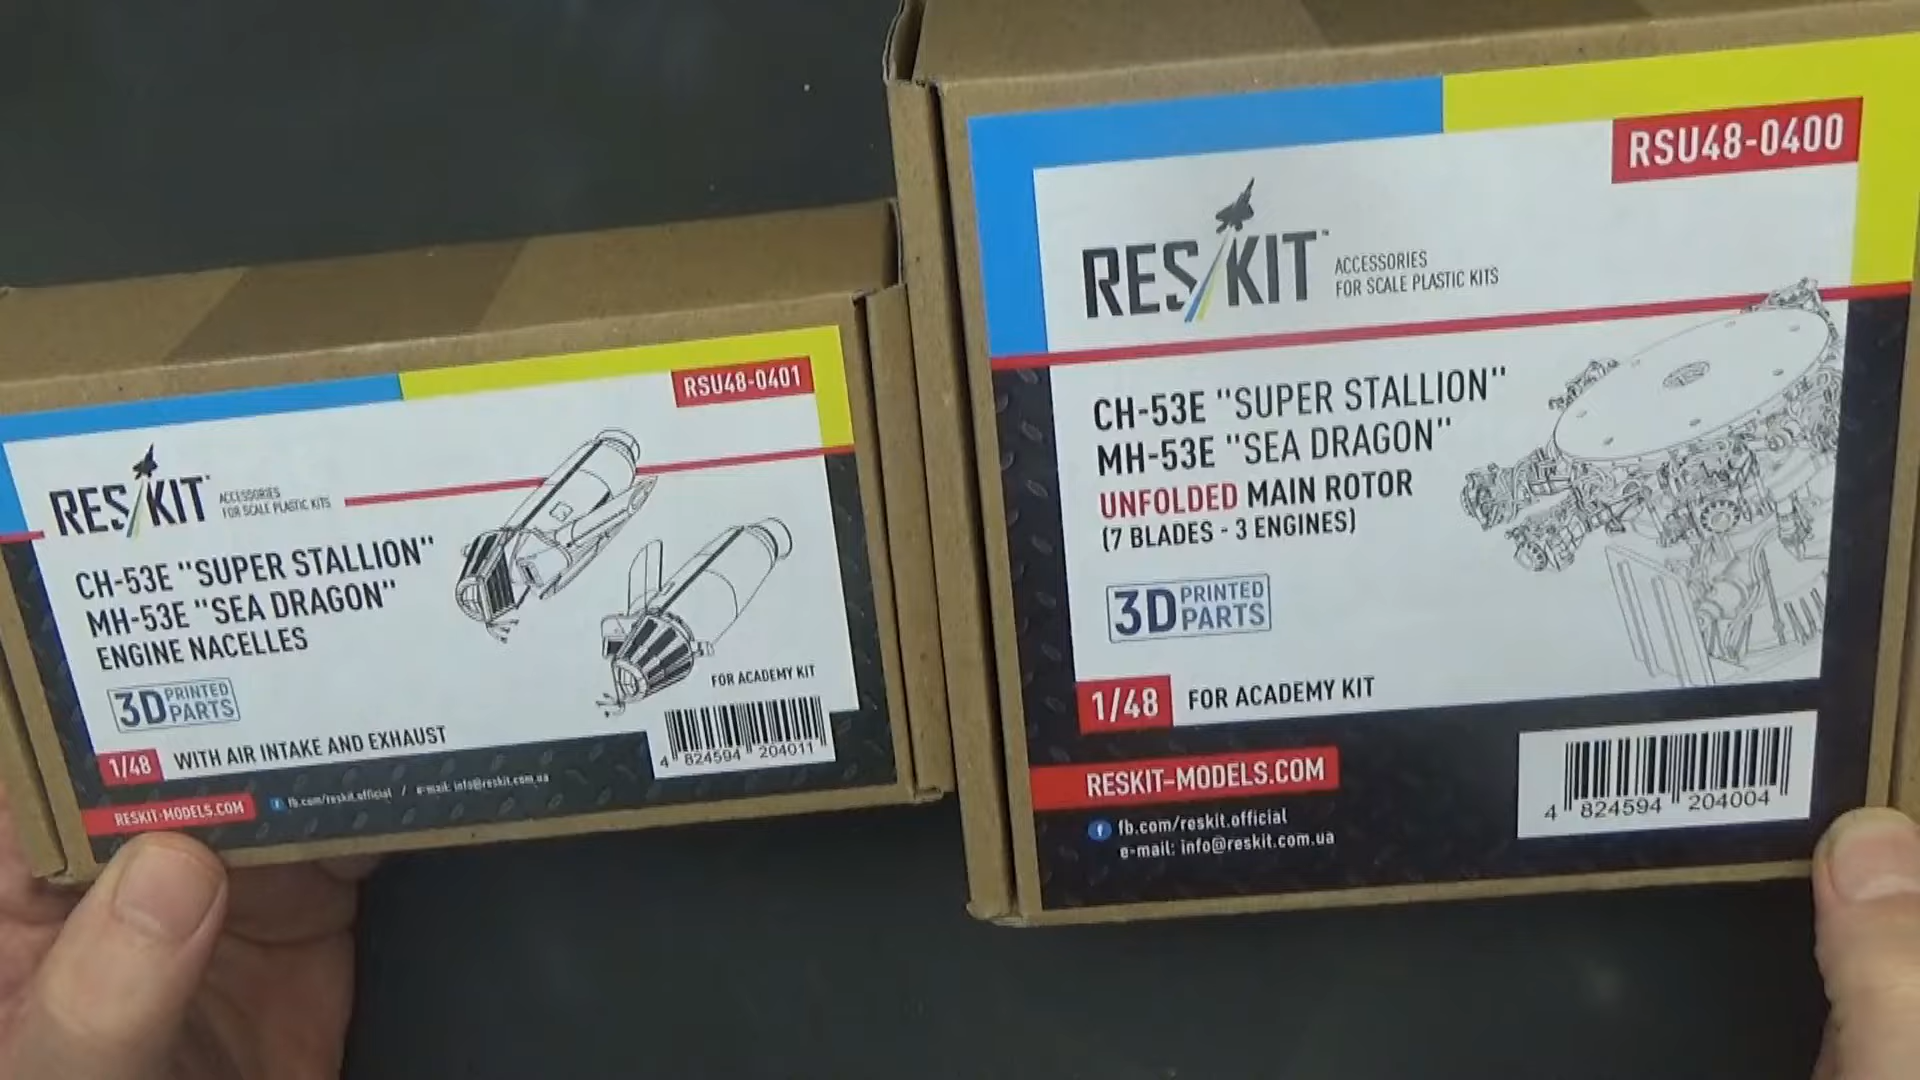 RSU48-0401
RESKIT
ACCESSORIES
FOR SCALE PLASTIC KITS
CH-53E "SUPER STALLION"
MH-53E "SEA DRAGON"
ENGINE NACELLES
3D PRINTED PARTS
FOR ACADEMY KIT
1/48 WITH AIR INTAKE AND EXHAUST
4 824594 204011
RESKIT-MODELS.COM
fb.com/reskit.official / e-mail: info@reskit.com.ua
RSU48-0400
RESKIT™
ACCESSORIES
FOR SCALE PLASTIC KITS
CH-53E "SUPER STALLION"
MH-53E "SEA DRAGON"
UNFOLDED MAIN ROTOR
(7 BLADES - 3 ENGINES)
3D PRINTED PARTS
1/48 FOR ACADEMY KIT
RESKIT-MODELS.COM
fb.com/reskit.official
e-mail: info@reskit.com.ua
4 824594 204004